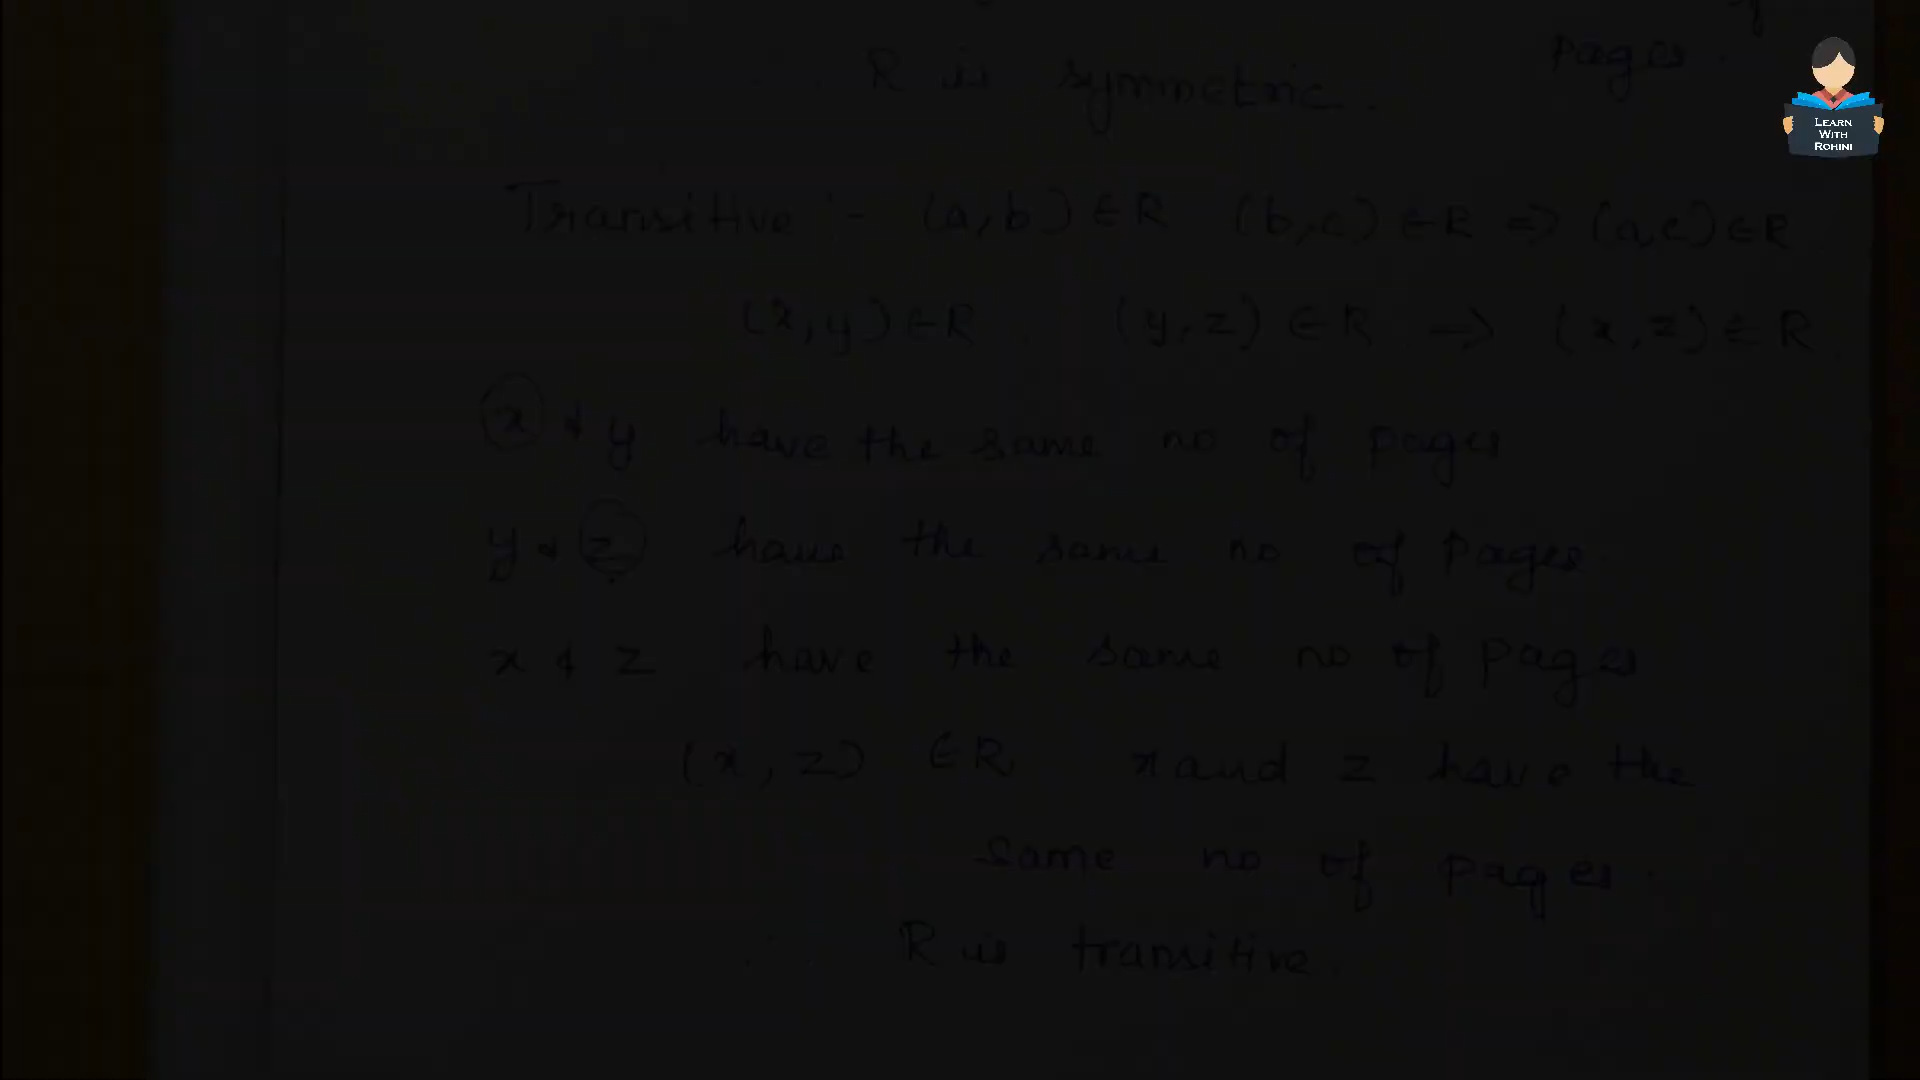 pages.
R is symmetric.
Transitive :- (a,b) ∈ R (b,c) ∈ R ⇒ (a,c) ∈ R
(x,y) ∈ R (y,z) ∈ R ⇒ (x,z) ∈ R
x & y have the same no of pages
y & z have the same no of pages
x & z have the same no of pages
(x,z) ∈ R x and z have the
same no of pages.
∴ R is transitive.
LEARN
WITH
ROHINI